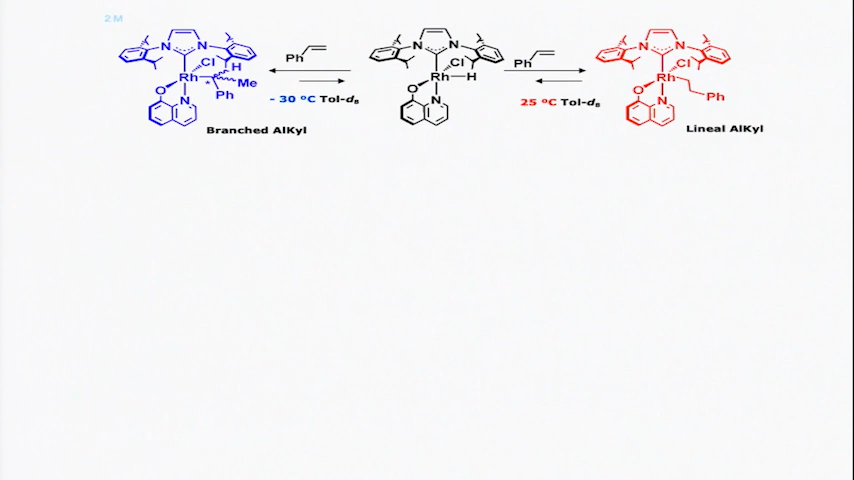 2M
N N Cl H Rh * Me O N Ph
Branched AlKyl
Ph
- 30 ºC Tol-d8
N N Cl Rh H O N
Ph
25 ºC Tol-d8
N N Cl Rh Ph O N
Lineal AlKyl